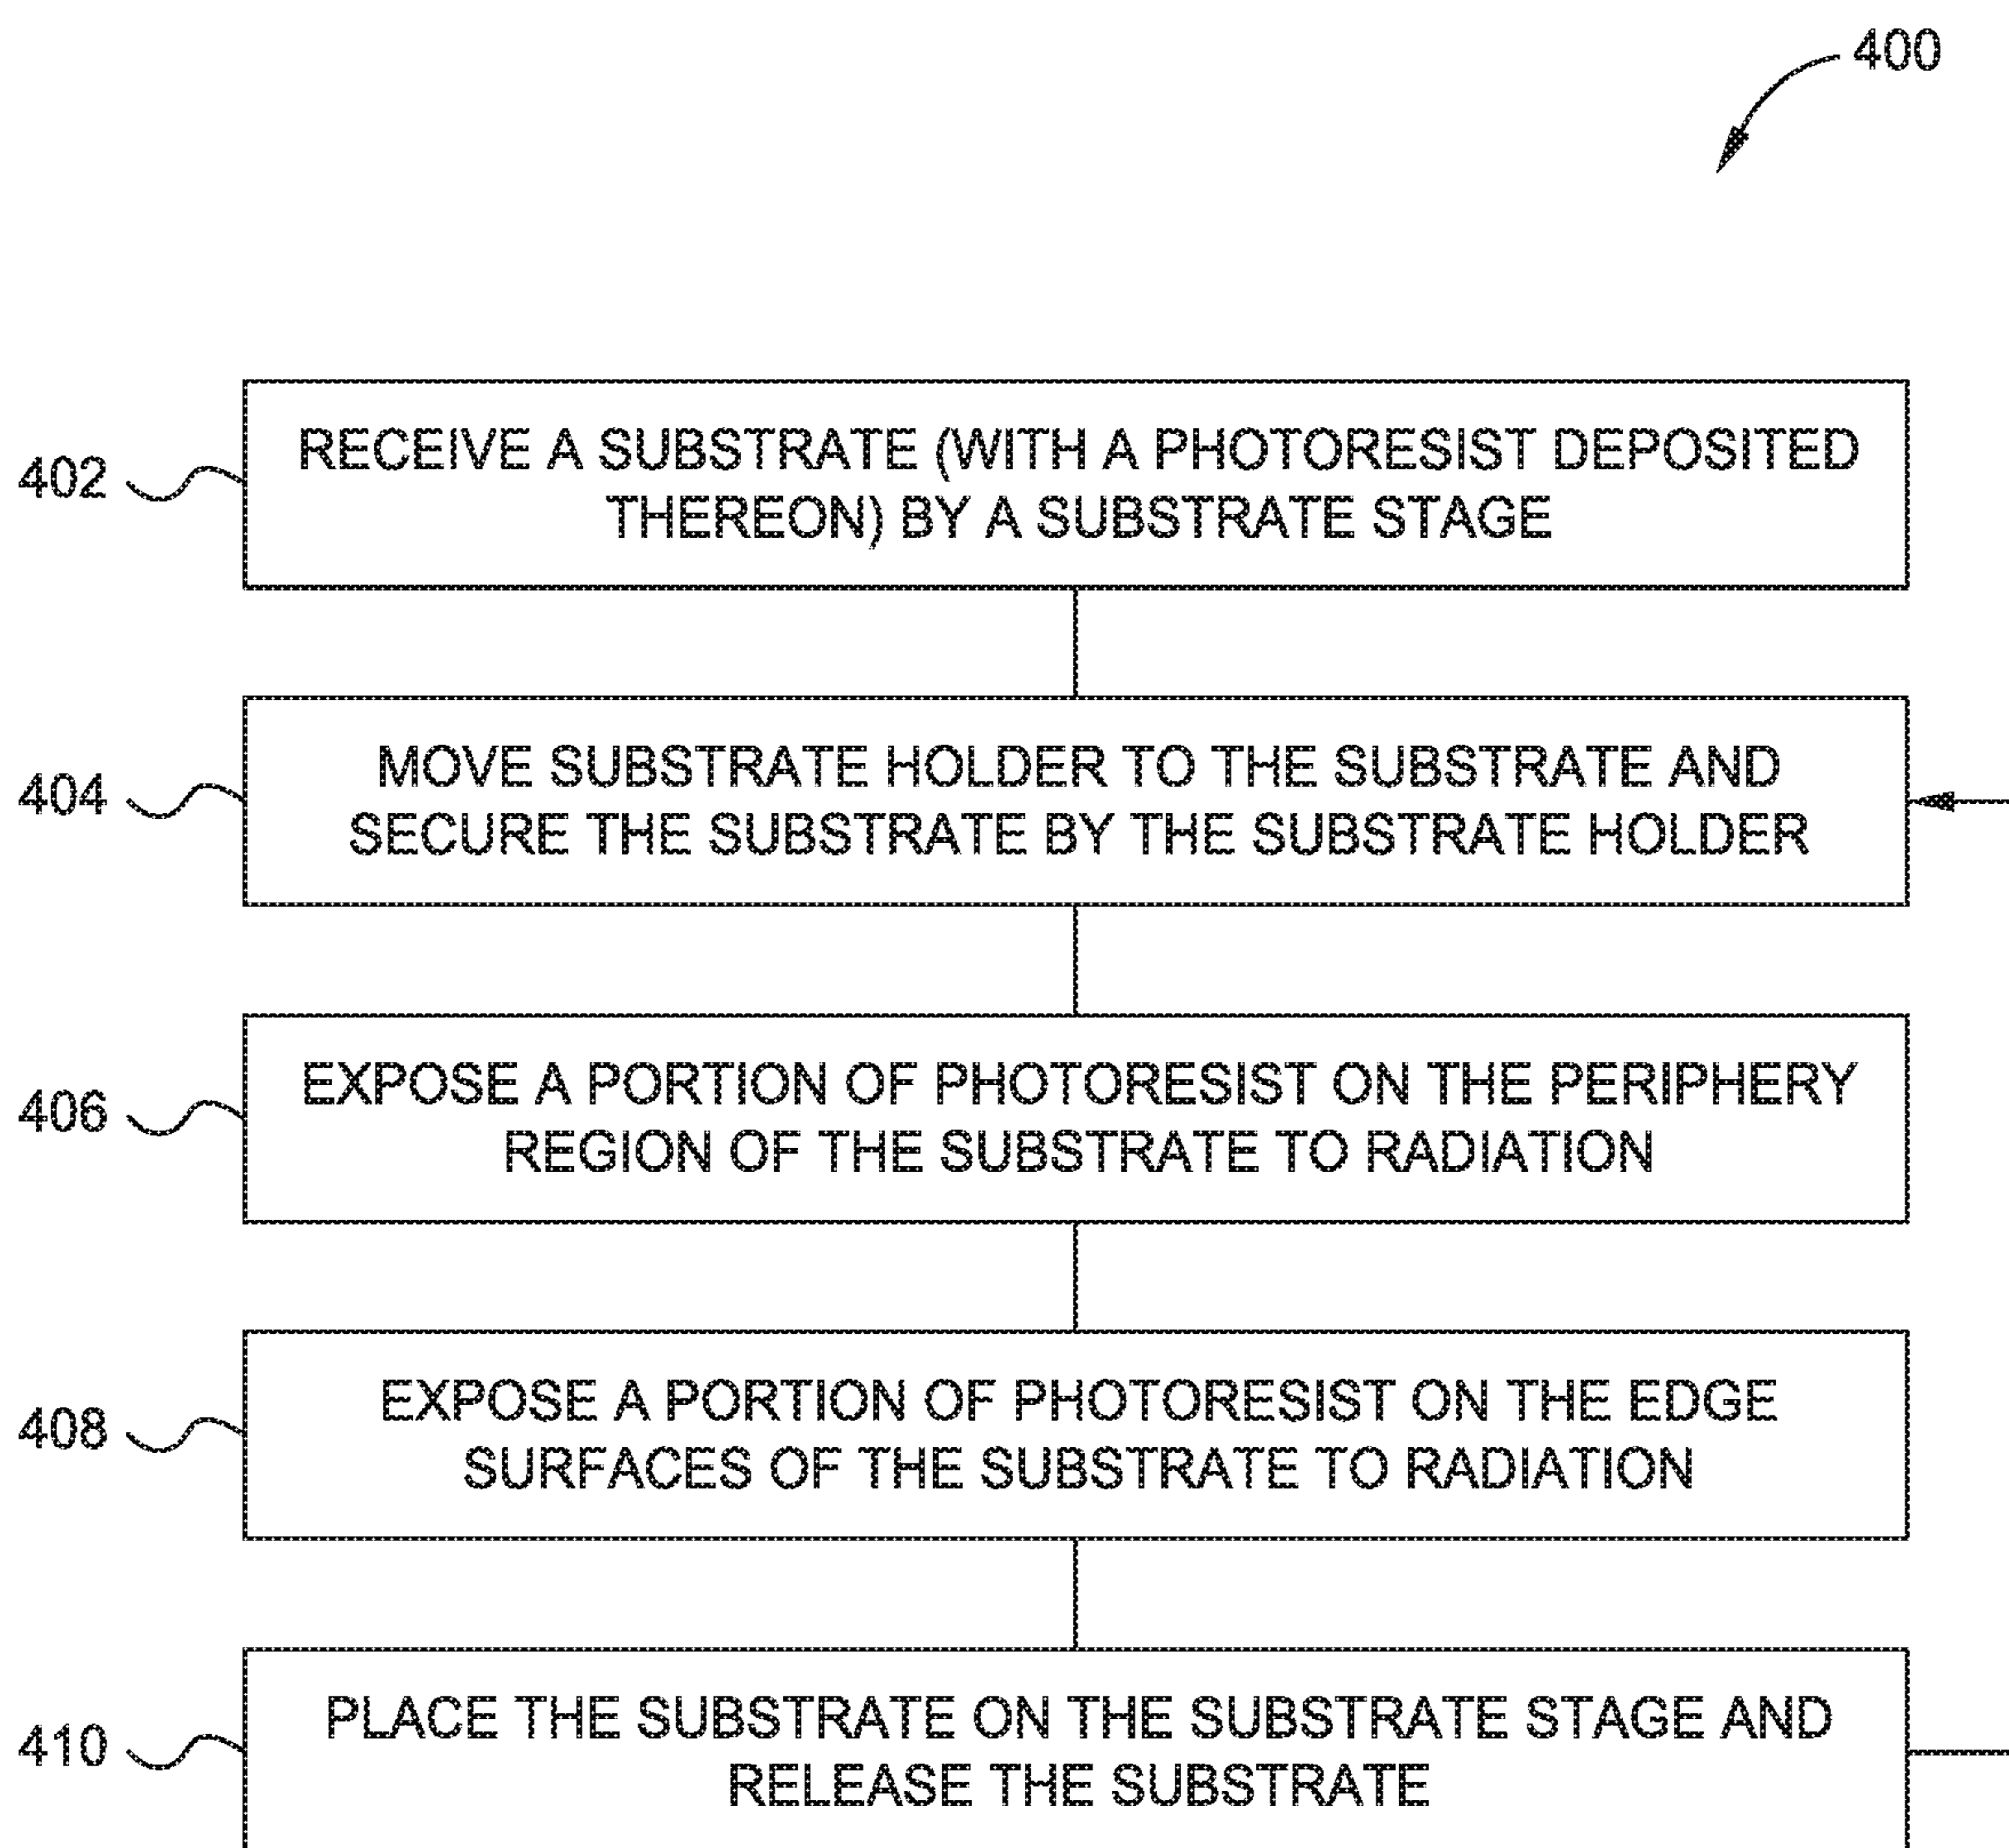 400
402
RECEIVE A SUBSTRATE (WITH A PHOTORESIST DEPOSITED
THEREON) BY A SUBSTRATE STAGE
404
MOVE SUBSTRATE HOLDER TO THE SUBSTRATE AND
SECURE THE SUBSTRATE BY THE SUBSTRATE HOLDER
406
EXPOSE A PORTION OF PHOTORESIST ON THE PERIPHERY
REGION OF THE SUBSTRATE TO RADIATION
408
EXPOSE A PORTION OF PHOTORESIST ON THE EDGE
SURFACES OF THE SUBSTRATE TO RADIATION
410
PLACE THE SUBSTRATE ON THE SUBSTRATE STAGE AND
RELEASE THE SUBSTRATE